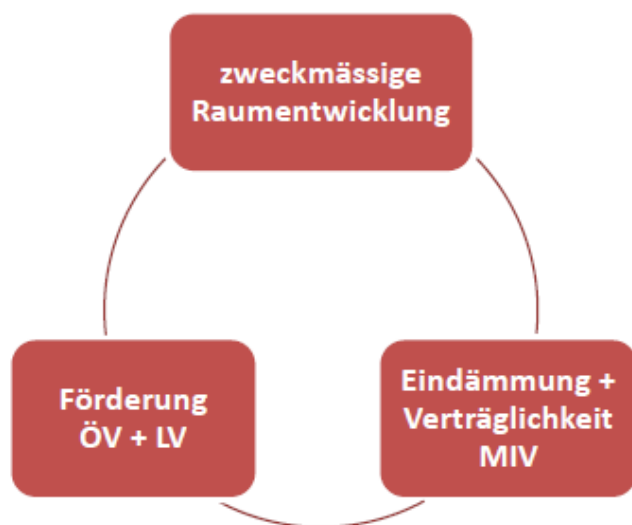 zweckmässige
Raumentwicklung
Förderung
ÖV + LV
Eindämmung +
Verträglichkeit
MIV